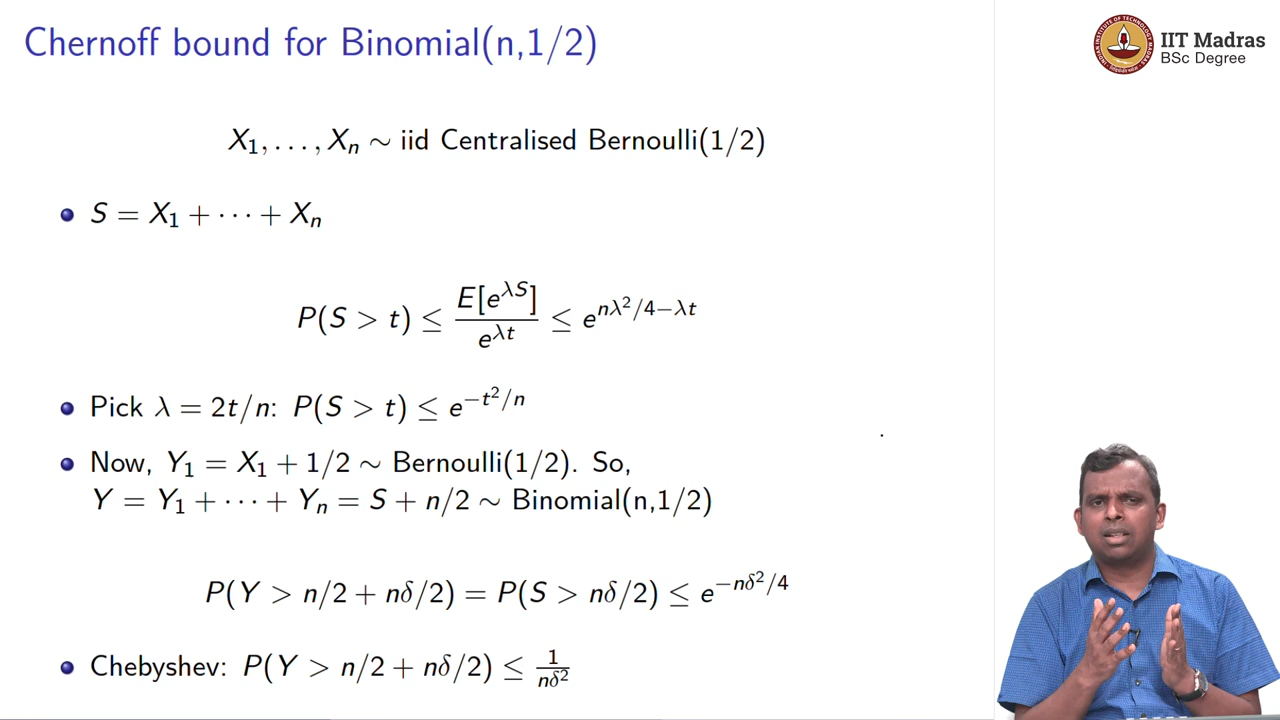 Chernoff bound for Binomial(n,1/2)
IIT Madras
BSc Degree
X₁, . . . , Xₙ ∼ iid Centralised Bernoulli(1/2)
S = X₁ + · · · + Xₙ
P(S > t) ≤ E[e^{λS}] / e^{λt} ≤ e^{nλ²/4−λt}
Pick λ = 2t/n: P(S > t) ≤ e^{−t²/n}
Now, Y₁ = X₁ + 1/2 ∼ Bernoulli(1/2). So,
Y = Y₁ + · · · + Yₙ = S + n/2 ∼ Binomial(n,1/2)
P(Y > n/2 + nδ/2) = P(S > nδ/2) ≤ e^{−nδ²/4}
Chebyshev: P(Y > n/2 + nδ/2) ≤ 1/nδ²